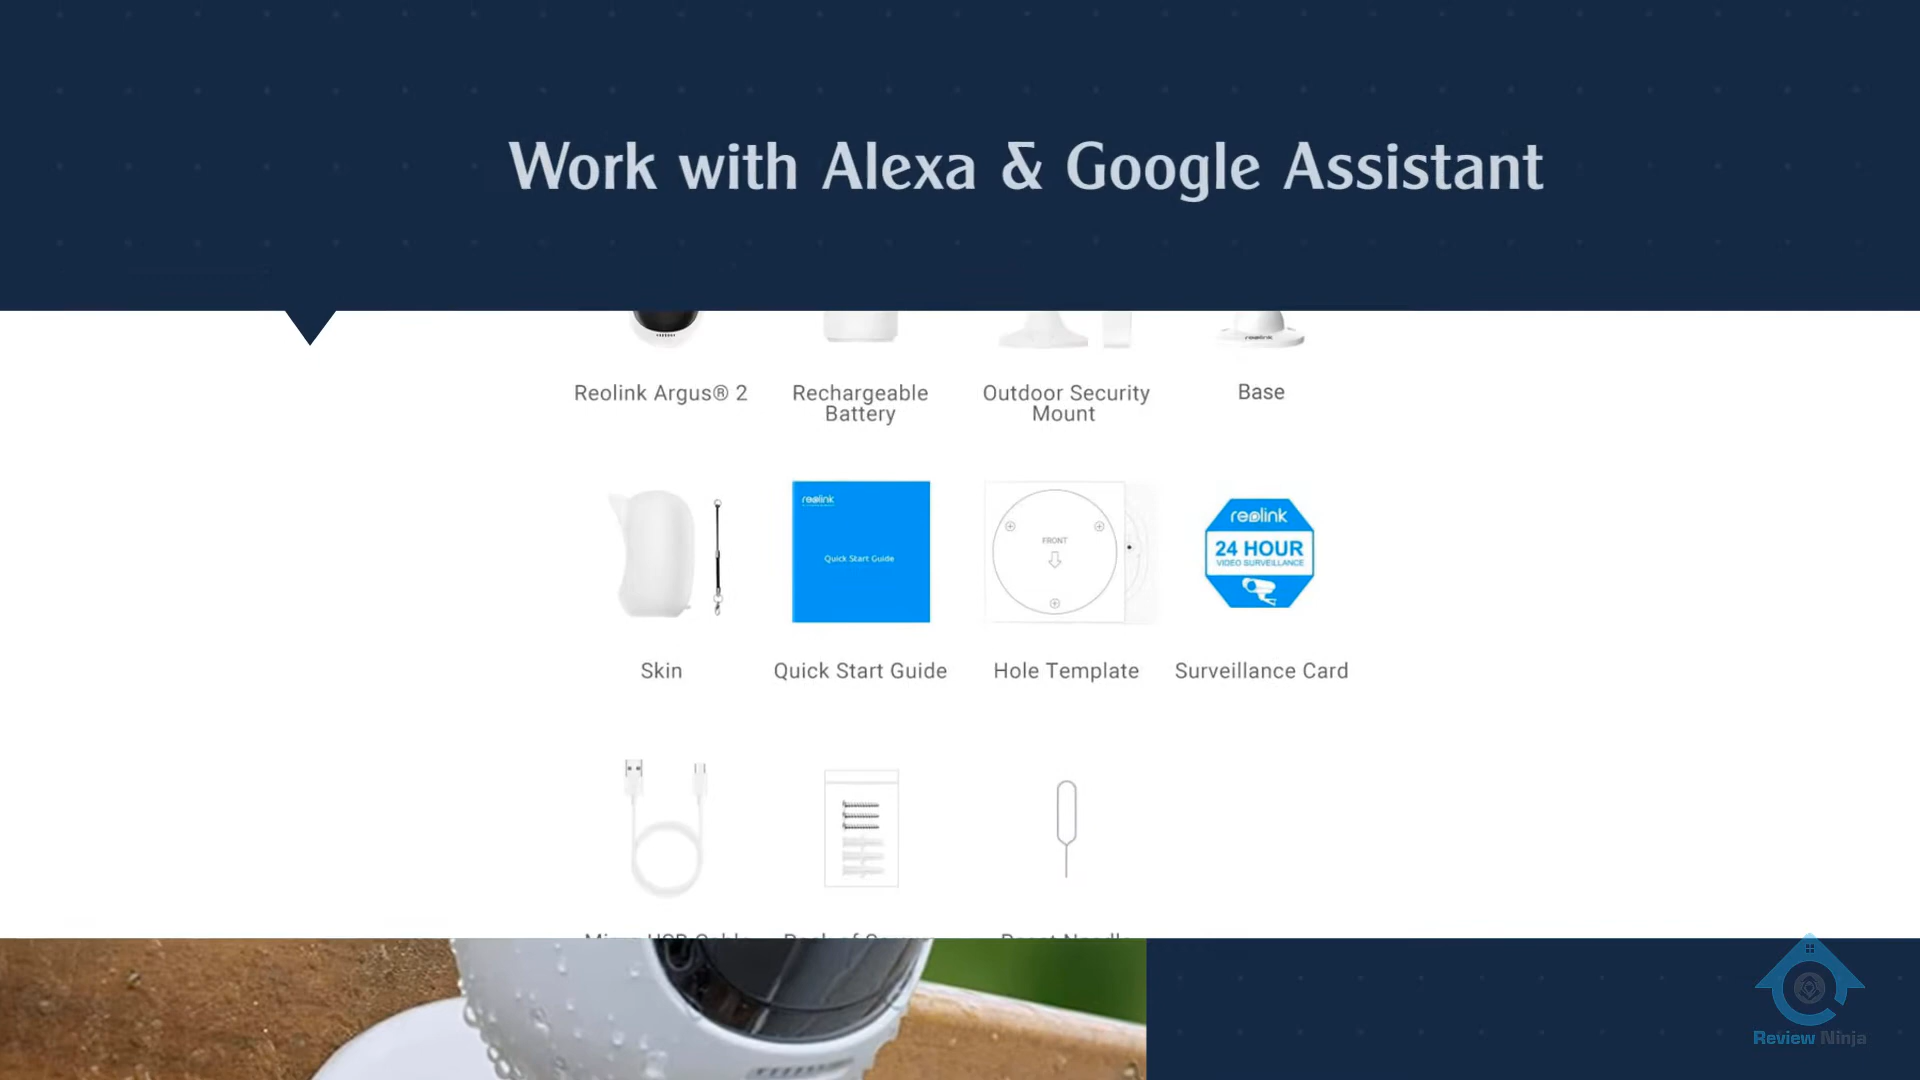 Work with Alexa & Google Assistant
reolink
Reolink Argus® 2
Rechargeable
Battery
Outdoor Security
Mount
Base
reolink
Quick Start Guide
FRONT
reolink
24 HOUR
VIDEO SURVEILLANCE
Skin
Quick Start Guide
Hole Template
Surveillance Card
Review Ninja